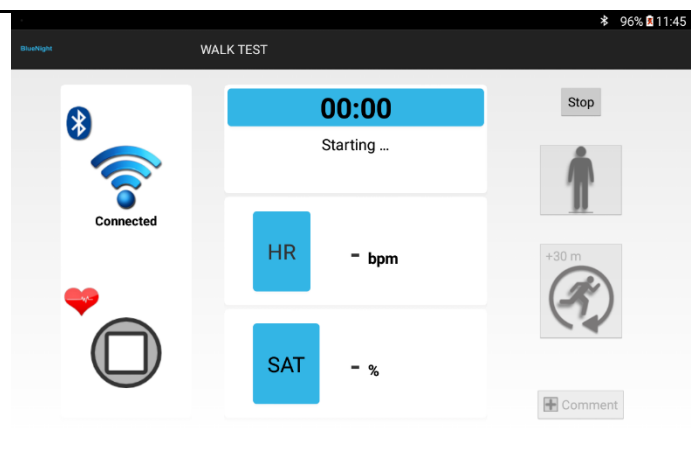 96% 11:45
BlueNight
WALK TEST
Connected
00:00
Starting ...
HR
- bpm
SAT
- %
Stop
+30 m
Comment